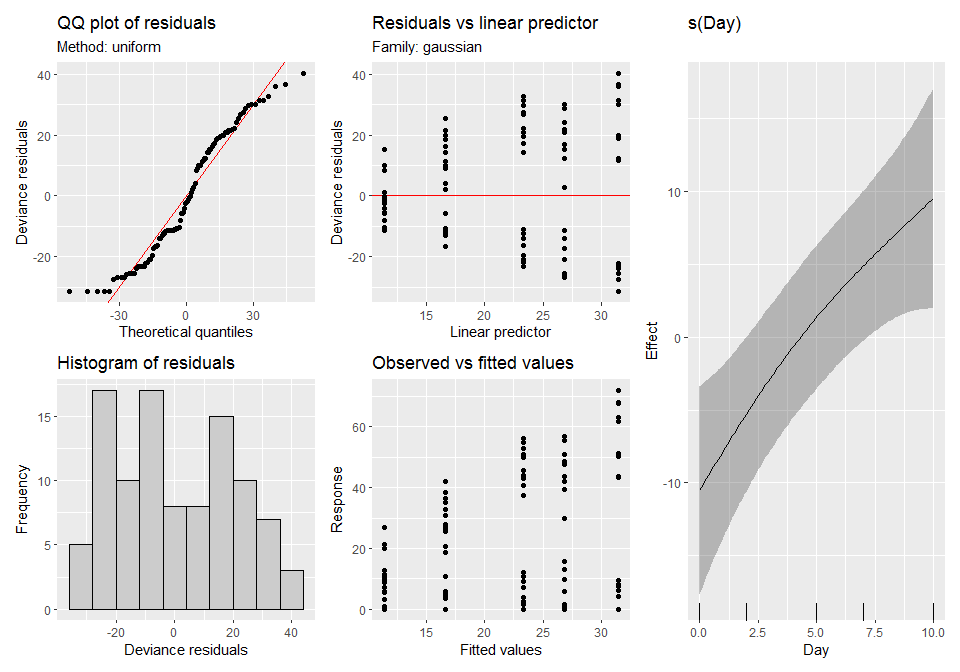 QQ plot of residuals
Method: uniform
40
20
0
-20
Deviance residuals
-30
0
30
Theoretical quantiles
Residuals vs linear predictor
Family: gaussian
40
20
0
-20
Deviance residuals
15
20
25
30
Linear predictor
Histogram of residuals
15
10
5
0
Frequency
-20
0
20
40
Deviance residuals
Observed vs fitted values
60
40
20
0
Response
15
20
25
30
Fitted values
s(Day)
10
0
-10
Effect
0.0
2.5
5.0
7.5
10.0
Day